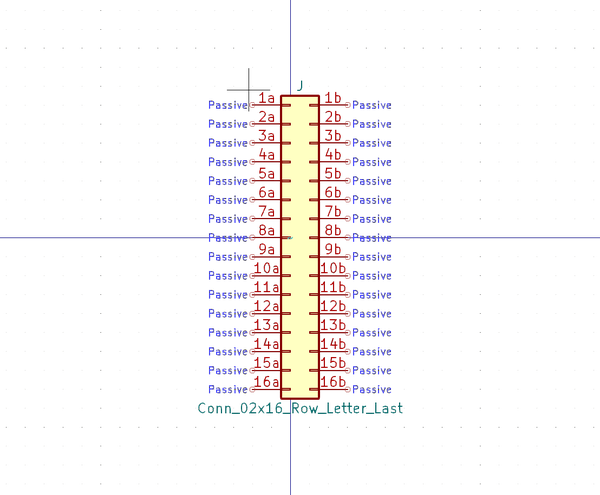 J
Passive 1a 1b Passive
Passive 2a 2b Passive
Passive 3a 3b Passive
Passive 4a 4b Passive
Passive 5a 5b Passive
Passive 6a 6b Passive
Passive 7a 7b Passive
Passive 8a 8b Passive
Passive 9a 9b Passive
Passive 10a 10b Passive
Passive 11a 11b Passive
Passive 12a 12b Passive
Passive 13a 13b Passive
Passive 14a 14b Passive
Passive 15a 15b Passive
Passive 16a 16b Passive
Conn_02x16_Row_Letter_Last